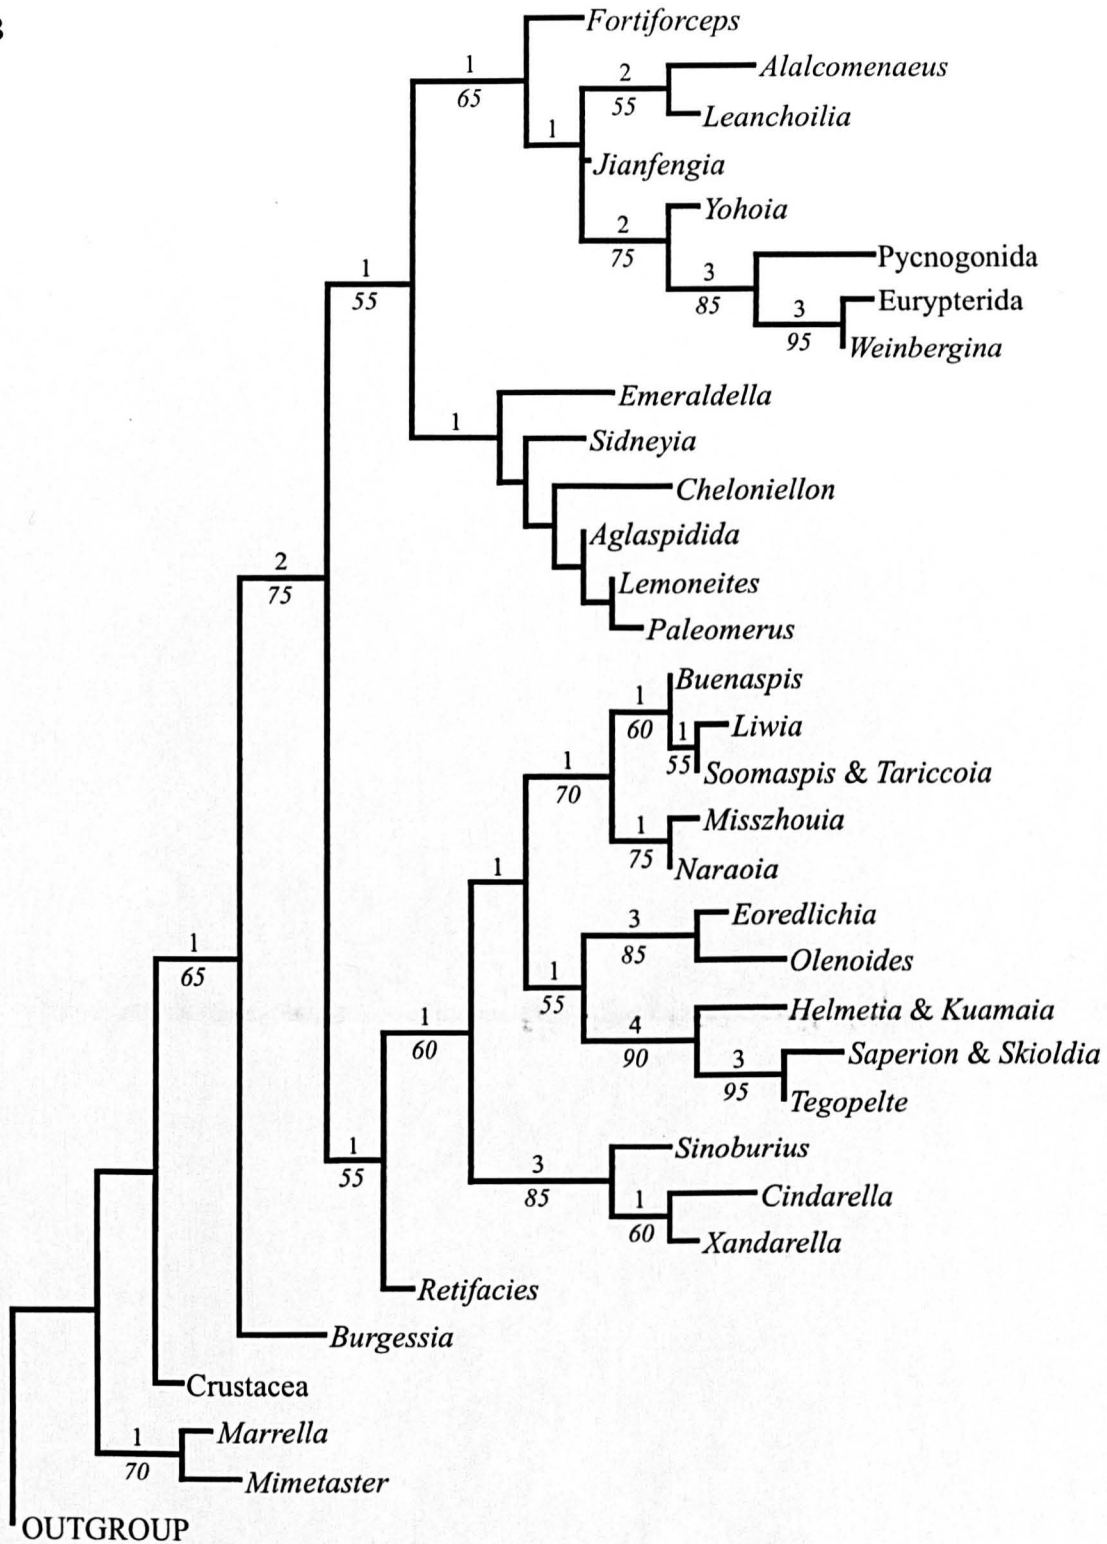 Fortiforceps
1
65
2
55
Alalcomenaeus
Leanchoilia
1
Jianfengia
2
75
Yohoia
3
85
Pycnogonida
Eurypterida
3
95
Weinbergina
1
55
Emeraldella
1
Sidneyia
Cheloniellon
Aglaspidida
Lemoneites
Paleomerus
2
75
Buenaspis
1
60
1
55
Liwia
Soomaspis & Tariccoia
1
70
Misszhouia
1
75
Naraoia
1
Eoredlichia
3
85
Olenoides
1
65
1
55
Helmetia & Kuamaia
4
90
1
60
Saperion & Skioldia
3
95
Tegopelte
1
55
Sinoburius
3
85
Cindarella
1
60
Xandarella
Retifacies
Burgessia
Crustacea
Marrella
1
70
Mimetaster
OUTGROUP